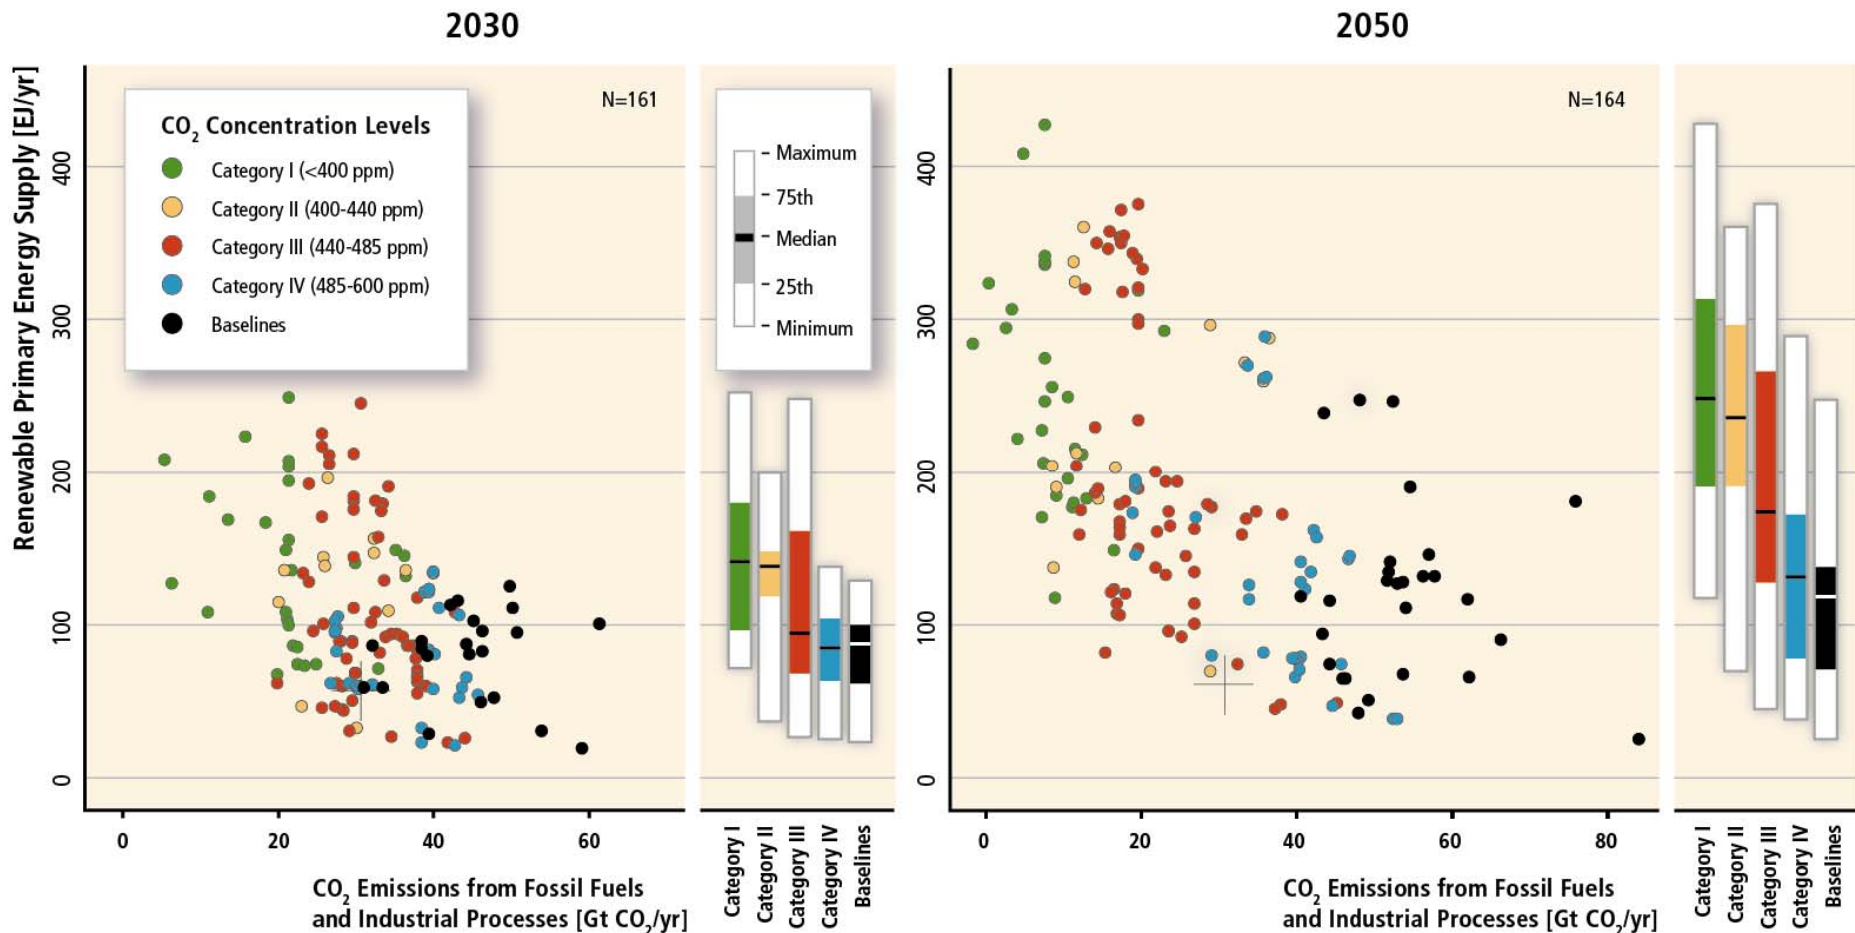 2030
2050
Renewable Primary Energy Supply [EJ/yr]
400
300
200
100
0
CO2 Concentration Levels
Category I (<400 ppm)
Category II (400-440 ppm)
Category III (440-485 ppm)
Category IV (485-600 ppm)
Baselines
N=161
Maximum
75th
Median
25th
Minimum
0 20 40 60
CO2 Emissions from Fossil Fuels
and Industrial Processes [Gt CO2/yr]
Category I
Category II
Category III
Category IV
Baselines
400
300
200
100
0
N=164
0 20 40 60 80
CO2 Emissions from Fossil Fuels
and Industrial Processes [Gt CO2/yr]
Category I
Category II
Category III
Category IV
Baselines